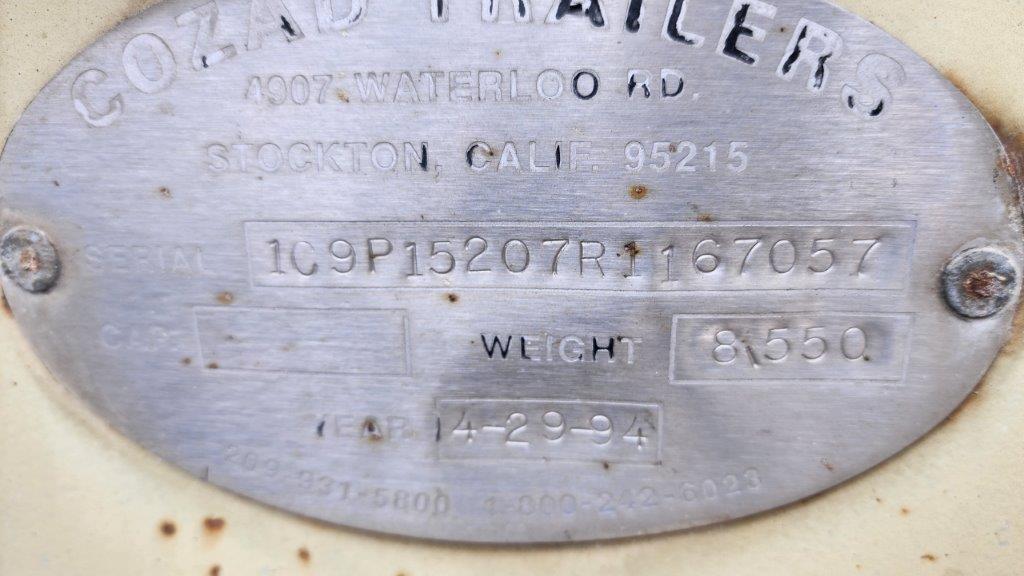 COZAD TRAILERS
4907 WATERLOO RD.
STOCKTON, CALIF. 95215
SERIAL 1C9P15207R1167057
CAP. WEIGHT 8,550
YEAR 4-29-94
209-931-5800 1-800-242-6023